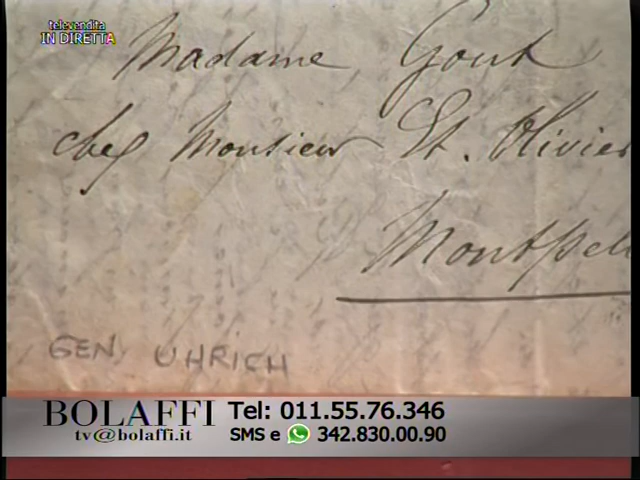 televendita
IN DIRETTA
Madame Gout
chez Monsieur St. Olivier
Montpell
GEN, UHRICH
BOLAFFI
tv@bolaffi.it
Tel: 011.55.76.346
SMS e 342.830.00.90